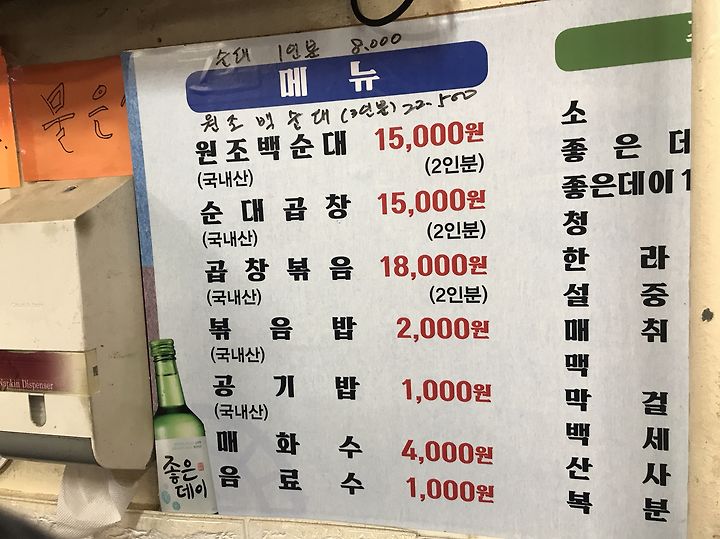 물은
Napkin Dispenser
순대 1인분 8.000
메뉴
원조백순대 (3인분) 22.500
원조백순대 15,000원
(국내산) (2인분)
순대곱창 15,000원
(국내산) (2인분)
곱창볶음 18,000원
(국내산) (2인분)
볶음밥 2,000원
(국내산)
공기밥 1,000원
(국내산)
매화수 4,000원
음료수 1,000원
좋은
데이
소
좋은데
좋은데이1
청
한라
설중
매취
맥
막걸
백세
산사
복분